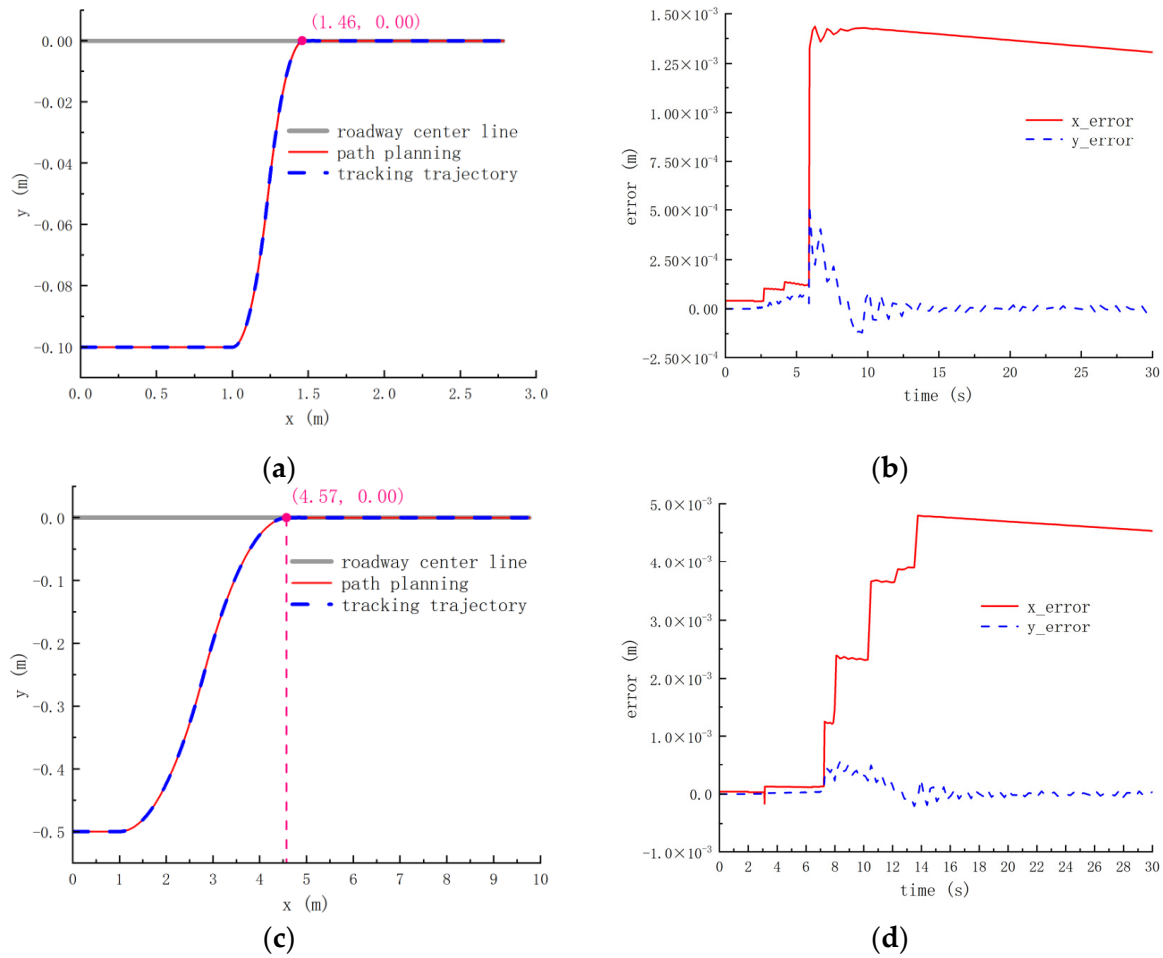 (1.46, 0.00)
0.00
-0.02
-0.04
-0.06
-0.08
-0.10
y (m)
roadway center line
path planning
tracking trajectory
0.0 0.5 1.0 1.5 2.0 2.5 3.0
x (m)
(a)
1.50×10⁻³
1.25×10⁻³
1.00×10⁻³
7.50×10⁻⁴
5.00×10⁻⁴
2.50×10⁻⁴
0.00
-2.50×10⁻⁴
error (m)
x_error
y_error
0 5 10 15 20 25 30
time (s)
(b)
(4.57, 0.00)
0.0
-0.1
-0.2
-0.3
-0.4
-0.5
y (m)
roadway center line
path planning
tracking trajectory
0 1 2 3 4 5 6 7 8 9 10
x (m)
(c)
5.0×10⁻³
4.0×10⁻³
3.0×10⁻³
2.0×10⁻³
1.0×10⁻³
0.0
-1.0×10⁻³
error (m)
x_error
y_error
0 2 4 6 8 10 12 14 16 18 20 22 24 26 28 30
time (s)
(d)